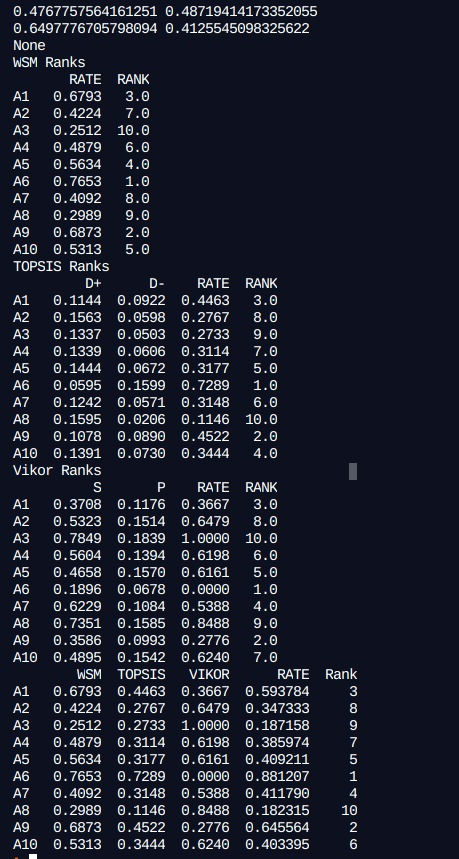 0.4767757564161251 0.48719414173352055
0.6497776705798094 0.4125545098325622
None
WSM Ranks
RATE RANK
A1 0.6793 3.0
A2 0.4224 7.0
A3 0.2512 10.0
A4 0.4879 6.0
A5 0.5634 4.0
A6 0.7653 1.0
A7 0.4092 8.0
A8 0.2989 9.0
A9 0.6873 2.0
A10 0.5313 5.0
TOPSIS Ranks
D+ D- RATE RANK
A1 0.1144 0.0922 0.4463 3.0
A2 0.1563 0.0598 0.2767 8.0
A3 0.1337 0.0503 0.2733 9.0
A4 0.1339 0.0606 0.3114 7.0
A5 0.1444 0.0672 0.3177 5.0
A6 0.0595 0.1599 0.7289 1.0
A7 0.1242 0.0571 0.3148 6.0
A8 0.1595 0.0206 0.1146 10.0
A9 0.1078 0.0890 0.4522 2.0
A10 0.1391 0.0730 0.3444 4.0
Vikor Ranks
S P RATE RANK
A1 0.3708 0.1176 0.3667 3.0
A2 0.5323 0.1514 0.6479 8.0
A3 0.7849 0.1839 1.0000 10.0
A4 0.5604 0.1394 0.6198 6.0
A5 0.4658 0.1570 0.6161 5.0
A6 0.1896 0.0678 0.0000 1.0
A7 0.6229 0.1084 0.5388 4.0
A8 0.7351 0.1585 0.8488 9.0
A9 0.3586 0.0993 0.2776 2.0
A10 0.4895 0.1542 0.6240 7.0
WSM TOPSIS VIKOR RATE Rank
A1 0.6793 0.4463 0.3667 0.593784 3
A2 0.4224 0.2767 0.6479 0.347333 8
A3 0.2512 0.2733 1.0000 0.187158 9
A4 0.4879 0.3114 0.6198 0.385974 7
A5 0.5634 0.3177 0.6161 0.409211 5
A6 0.7653 0.7289 0.0000 0.881207 1
A7 0.4092 0.3148 0.5388 0.411790 4
A8 0.2989 0.1146 0.8488 0.182315 10
A9 0.6873 0.4522 0.2776 0.645564 2
A10 0.5313 0.3444 0.6240 0.403395 6